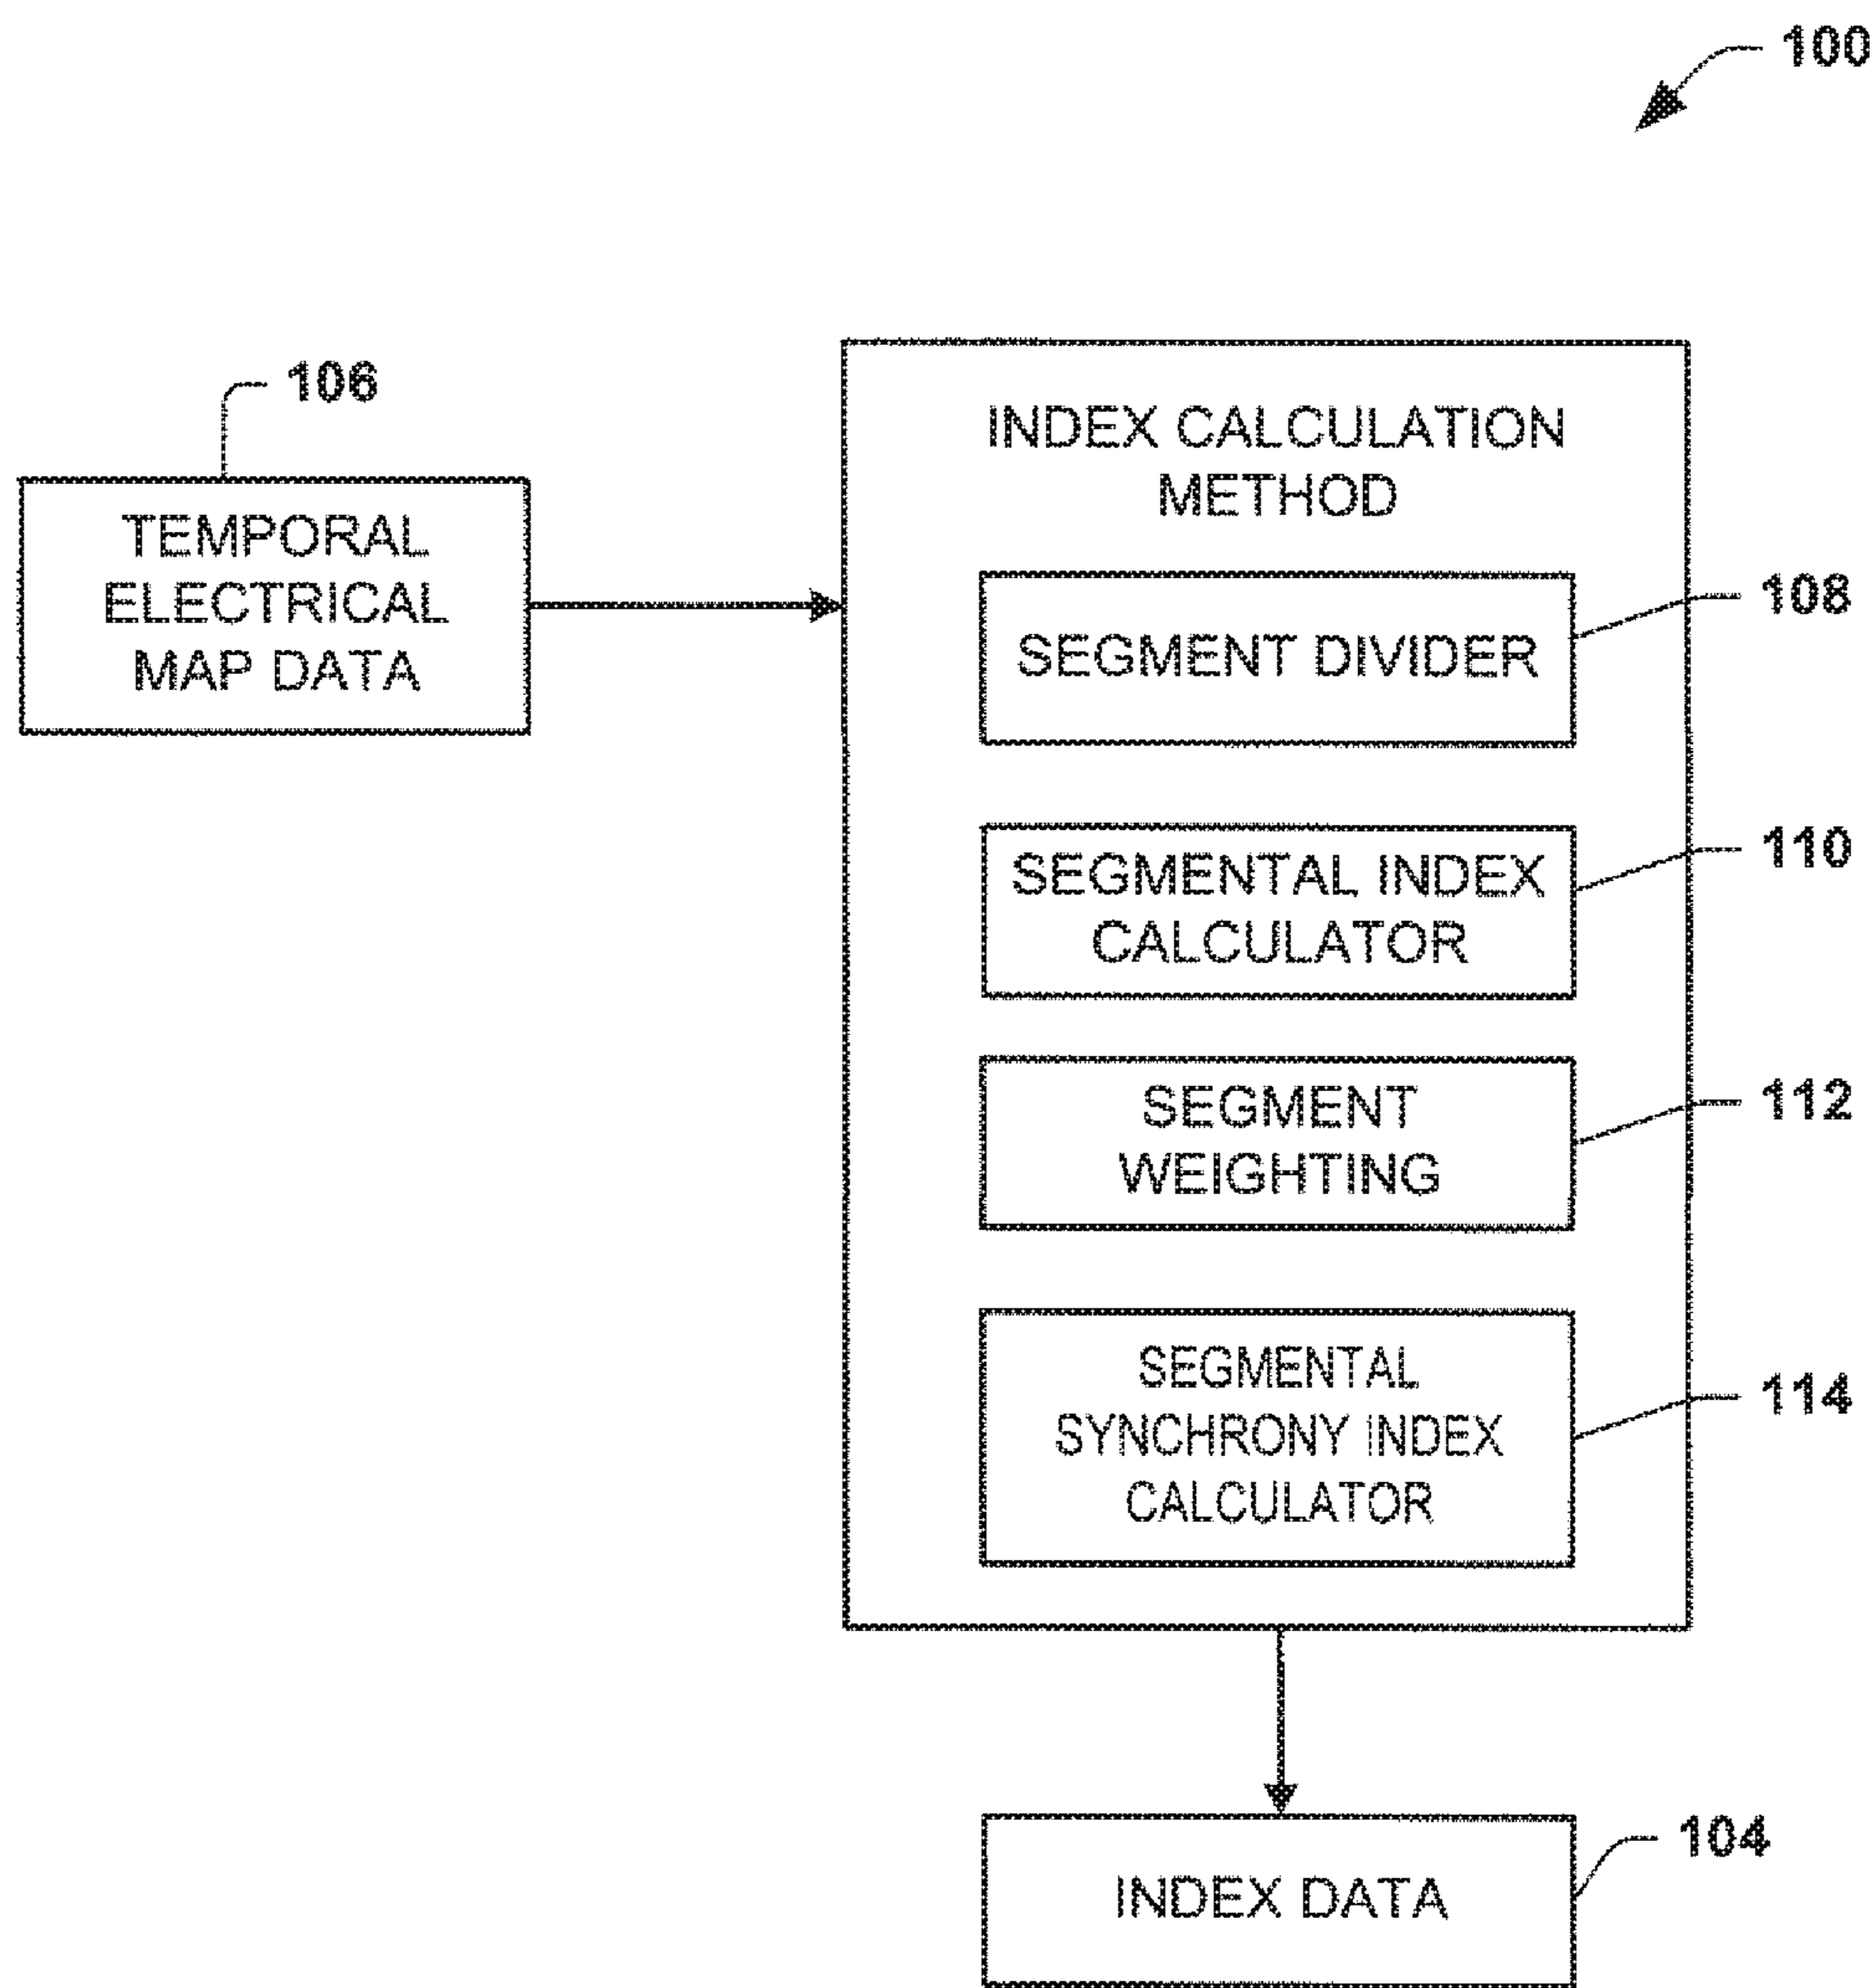 100
106
TEMPORAL
ELECTRICAL
MAP DATA
INDEX CALCULATION
METHOD
SEGMENT DIVIDER
108
SEGMENTAL INDEX
CALCULATOR
110
SEGMENT
WEIGHTING
112
SEGMENTAL
SYNCHRONY INDEX
CALCULATOR
114
INDEX DATA
104